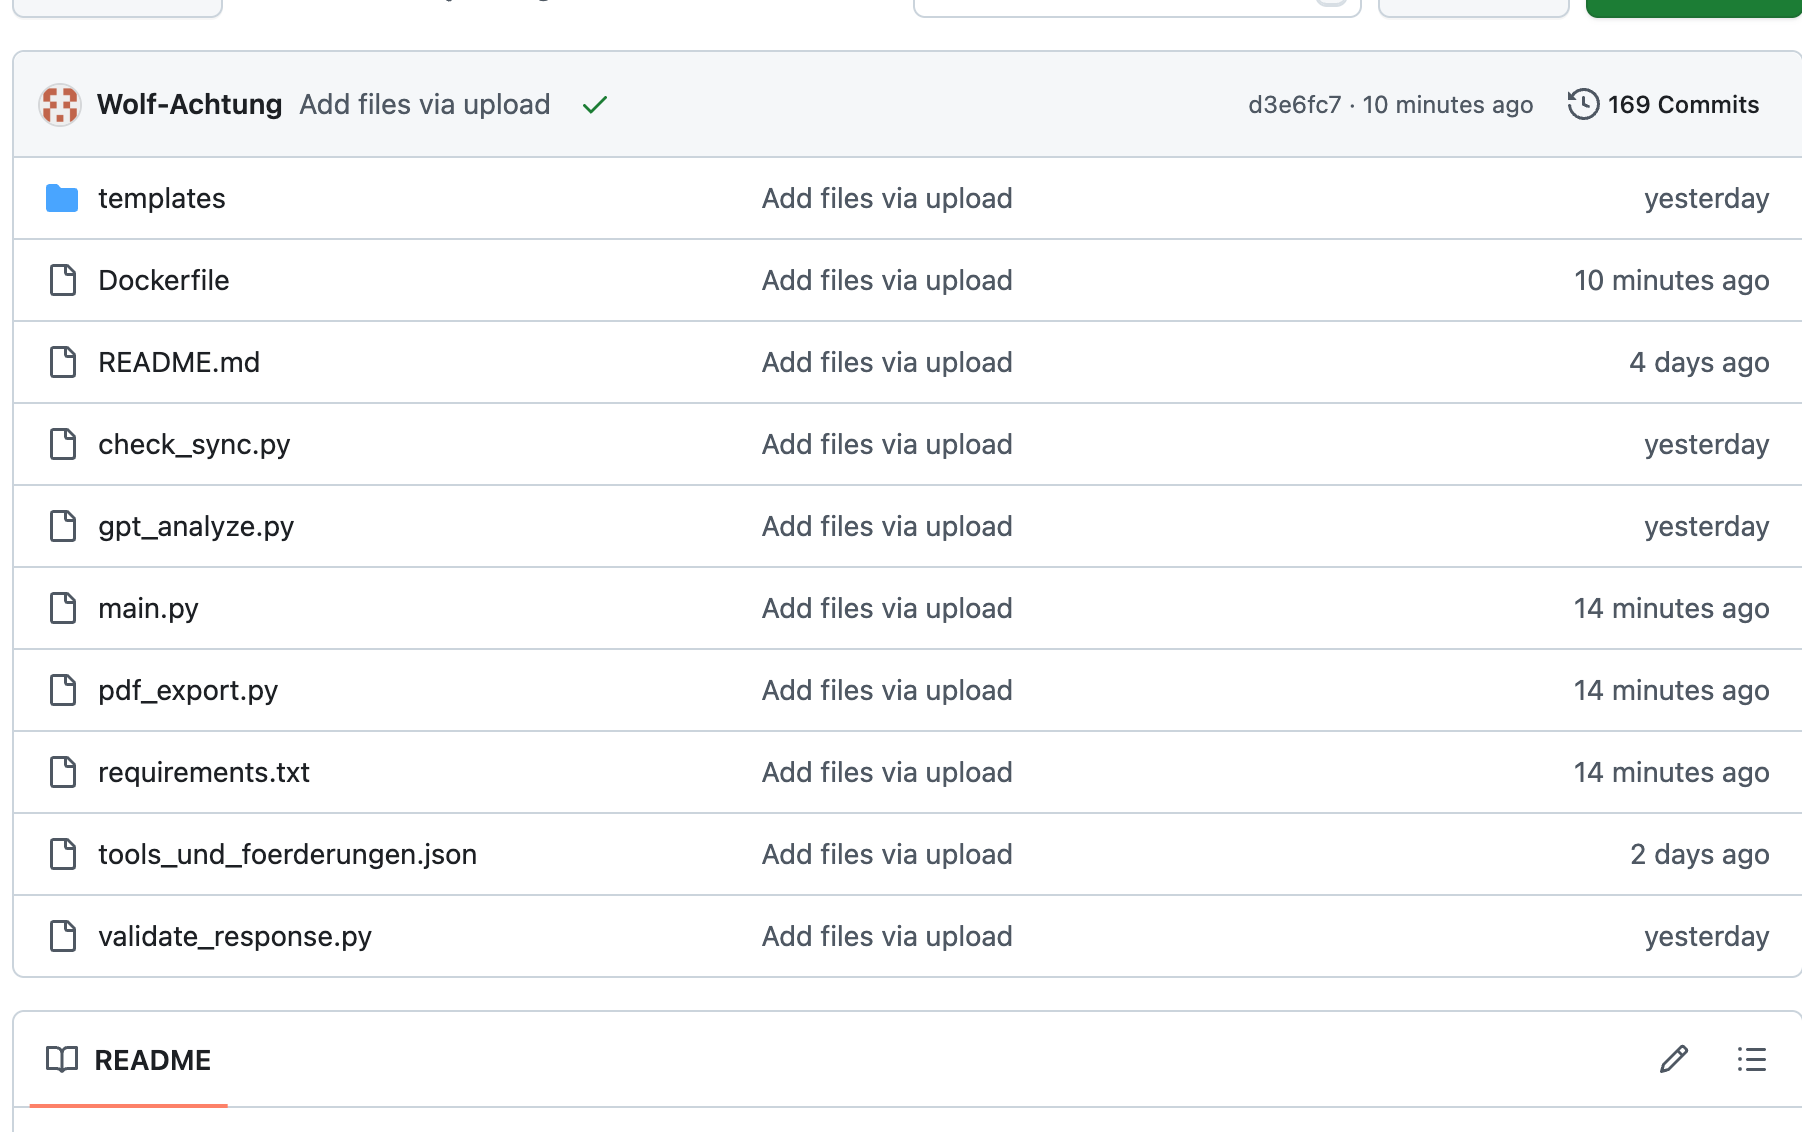 Wolf-Achtung Add files via upload d3e6fc7 · 10 minutes ago 169 Commits
templates Add files via upload yesterday
Dockerfile Add files via upload 10 minutes ago
README.md Add files via upload 4 days ago
check_sync.py Add files via upload yesterday
gpt_analyze.py Add files via upload yesterday
main.py Add files via upload 14 minutes ago
pdf_export.py Add files via upload 14 minutes ago
requirements.txt Add files via upload 14 minutes ago
tools_und_foerderungen.json Add files via upload 2 days ago
validate_response.py Add files via upload yesterday
README